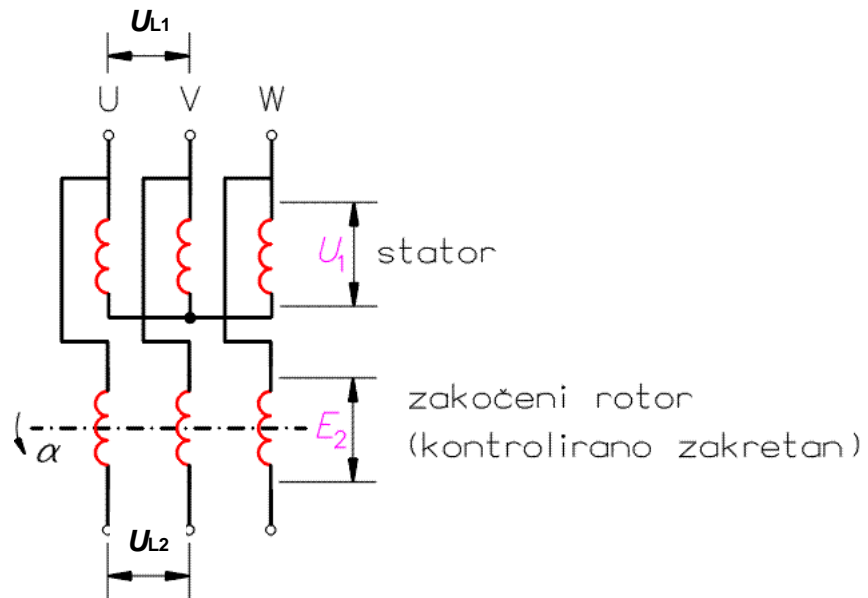 UL1
U V W
U1 stator
zakočeni rotor
(kontrolirano zakretan)
E2
α
UL2